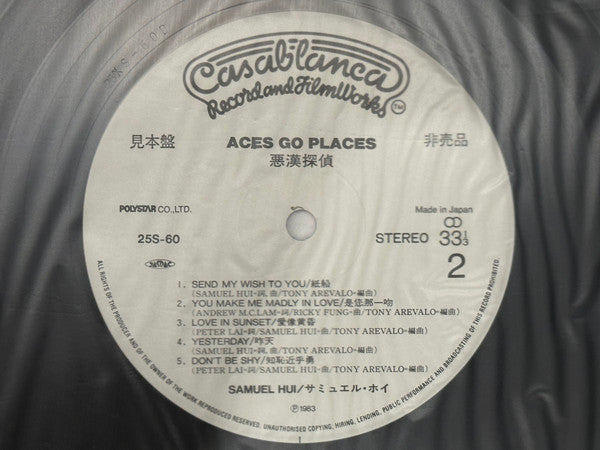 Casablanca
Record and FilmWorks
TM
見本盤
ACES GO PLACES
悪漢探偵
非売品
POLYSTAR CO., LTD.
25S-60
Made in Japan
STEREO 33 1/3
2
1. SEND MY WISH TO YOU/紙船
(SAMUEL HUI-詞, 曲/TONY AREVALO-編曲)
2. YOU MAKE ME MADLY IN LOVE/是您那一吻
(ANDREW M.C.LAM-詞/RICKY FUNG-曲/TONY AREVALO-編曲)
3. LOVE IN SUNSET/愛像黄昏
(PETER LAI-詞/SAMUEL HUI-曲/TONY AREVALO-編曲)
4. YESTERDAY/昨天
(SAMUEL HUI-詞, 曲/TONY AREVALO-編曲)
5. DON'T BE SHY/知恥近乎勇
(PETER LAI-詞/SAMUEL HUI-曲/TONY AREVALO-編曲)
SAMUEL HUI/サミュエル・ホイ
Ⓟ1983
ALL RIGHTS OF THE PRODUCER AND OF THE OWNER OF THE WORK REPRODUCED RESERVED. UNAUTHORISED COPYING, HIRING, LENDING, PUBLIC PERFORMANCE AND BROADCASTING OF THIS RECORD PROHIBITED.